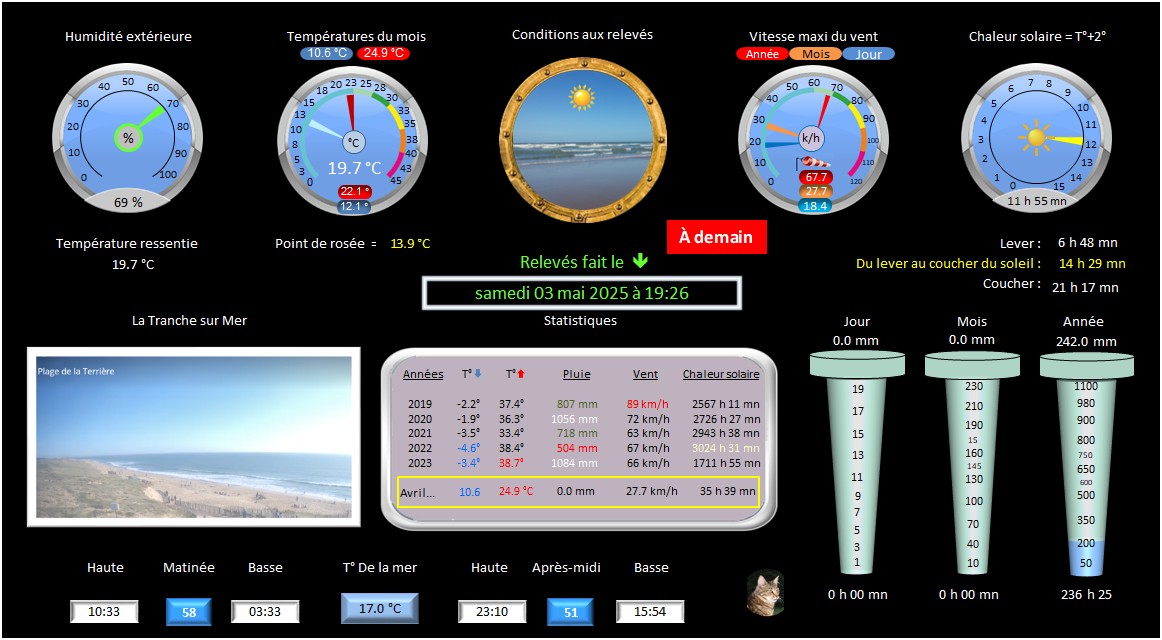 Humidité extérieure
Températures du mois
10.6 °C 24.9 °C
Conditions aux relevés
Vitesse maxi du vent
Année Mois Jour
Chaleur solaire = T°+2°
0 10 20 30 40 50 60 70 80 90 100
%
69 %
0 3 5 8 10 13 15 18 20 23 25 28 30 33 35 38 40 43 45
°C
19.7 °C
22.1 °
12.1 °
0 10 20 30 40 50 60 70 80 90 100 110 120
k/h
67.7
27.7
18.4
0 1 2 3 4 5 6 7 8 9 10 11 12 13 14 15
11 h 55 mn
Température ressentie
19.7 °C
Point de rosée = 13.9 °C
À demain
Relevés fait le
samedi 03 mai 2025 à 19:26
Lever : 6 h 48 mn
Du lever au coucher du soleil : 14 h 29 mn
Coucher : 21 h 17 mn
La Tranche sur Mer
Plage de la Terrière
Statistiques
Années T° T° Pluie Vent Chaleur solaire
2019 -2.2° 37.4° 807 mm 89 km/h 2567 h 11 mn
2020 -1.9° 36.3° 1056 mm 72 km/h 2726 h 27 mn
2021 -3.5° 33.4° 718 mm 63 km/h 2943 h 38 mn
2022 -4.6° 38.4° 504 mm 67 km/h 3024 h 31 mn
2023 -3.4° 38.7° 1084 mm 66 km/h 1711 h 55 mn
Avril... 10.6 24.9 °C 0.0 mm 27.7 km/h 35 h 39 mn
Jour
0.0 mm
19
17
15
13
11
9
7
5
3
1
0 h 00 mn
Mois
0.0 mm
230
210
190
15
160
145
130
100
70
40
10
0 h 00 mn
Année
242.0 mm
1100
980
900
800
750
650
600
500
350
200
50
236 h 25
Haute Matinée Basse T° De la mer Haute Après-midi Basse
10:33 58 03:33 17.0 °C 23:10 51 15:54